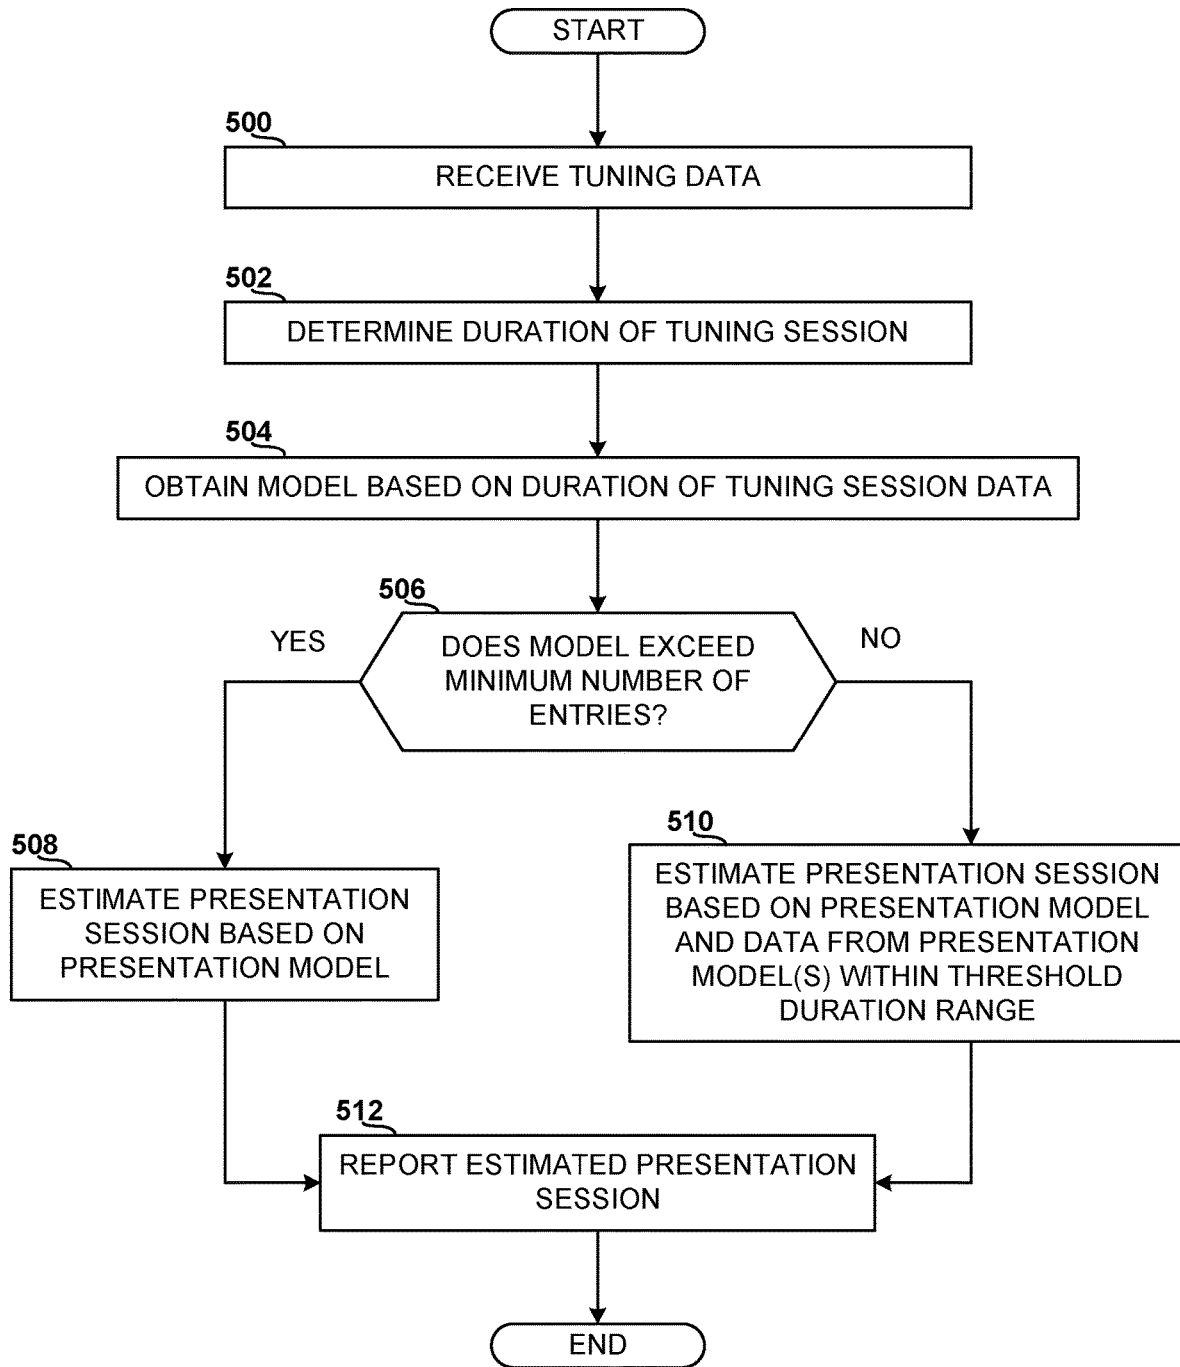 START
500
RECEIVE TUNING DATA
502
DETERMINE DURATION OF TUNING SESSION
504
OBTAIN MODEL BASED ON DURATION OF TUNING SESSION DATA
506
YES
DOES MODEL EXCEED
MINIMUM NUMBER OF
ENTRIES?
NO
508
ESTIMATE PRESENTATION
SESSION BASED ON
PRESENTATION MODEL
510
ESTIMATE PRESENTATION SESSION
BASED ON PRESENTATION MODEL
AND DATA FROM PRESENTATION
MODEL(S) WITHIN THRESHOLD
DURATION RANGE
512
REPORT ESTIMATED PRESENTATION
SESSION
END